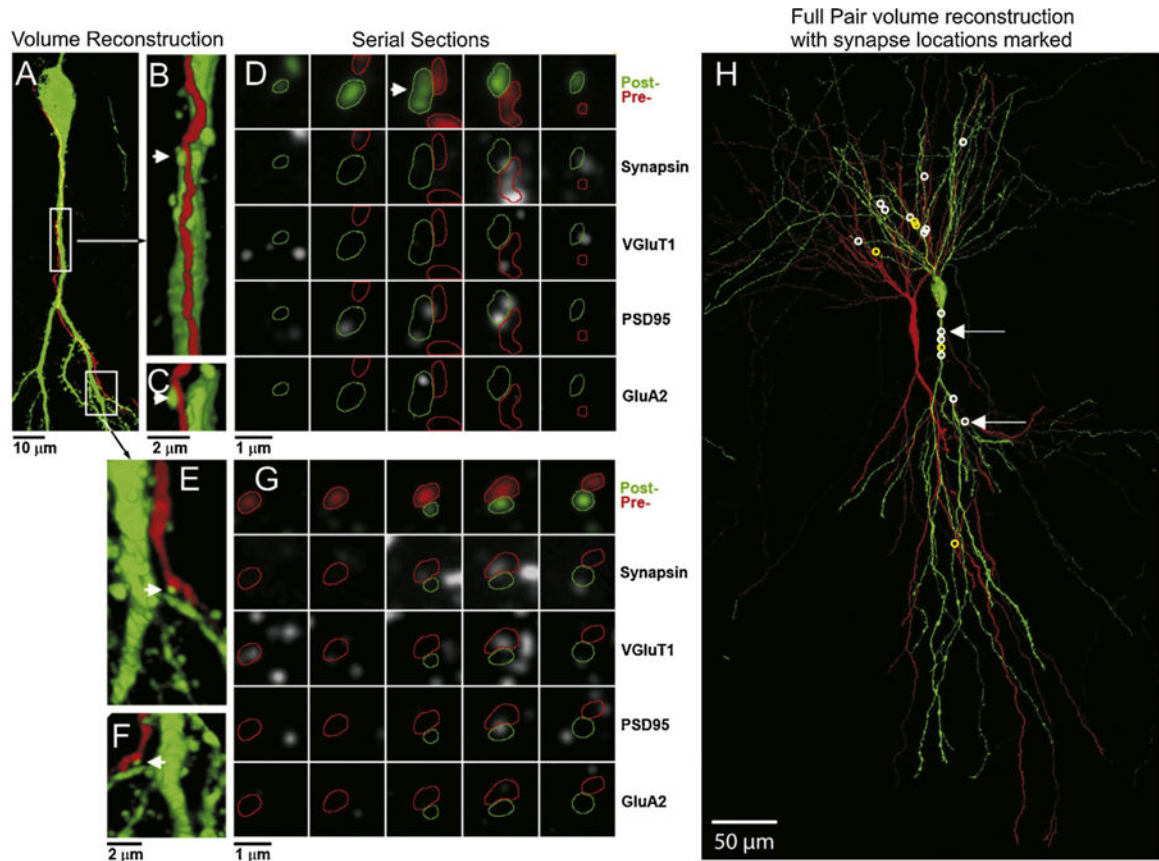 Volume Reconstruction
Serial Sections
Full Pair volume reconstruction
with synapse locations marked
A
B
C
D
Post-
Pre-
Synapsin
VGluT1
PSD95
GluA2
10 µm
2 µm
1 µm
E
F
G
Post-
Pre-
Synapsin
VGluT1
PSD95
GluA2
2 µm
1 µm
H
50 µm